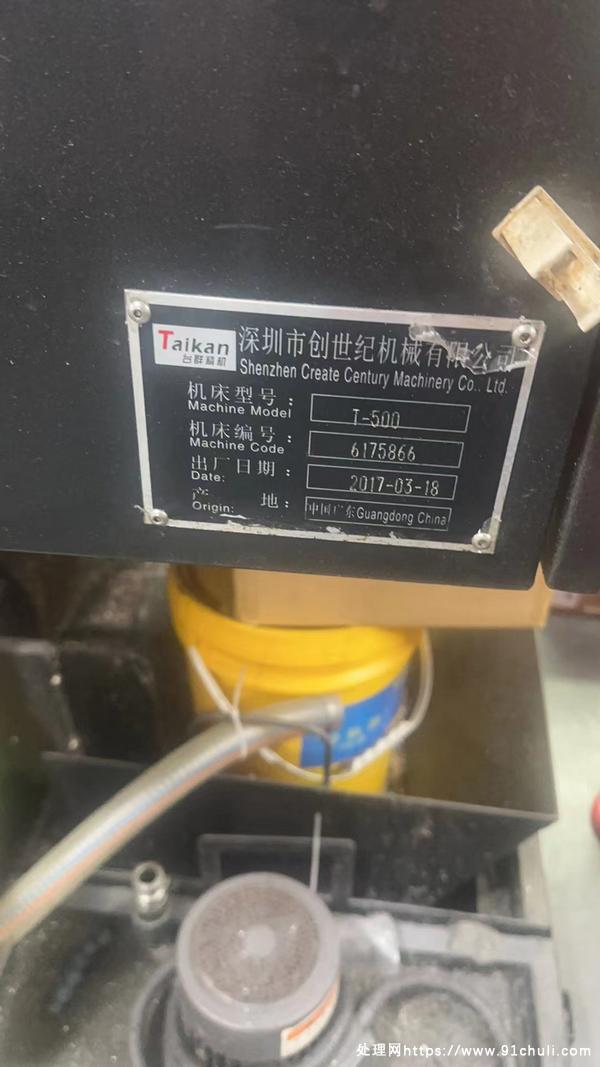 Taikan
台群精机
深圳市创世纪机械有限公司
Shenzhen Create Century Machinery Co., Ltd.
机床型号：
Machine Model
T-500
机床编号：
Machine Code
6175866
出厂日期：
Date:
2017-03-18
产 地：
Origin:
中国广东Guangdong China
处理网https://www.91chuli.com